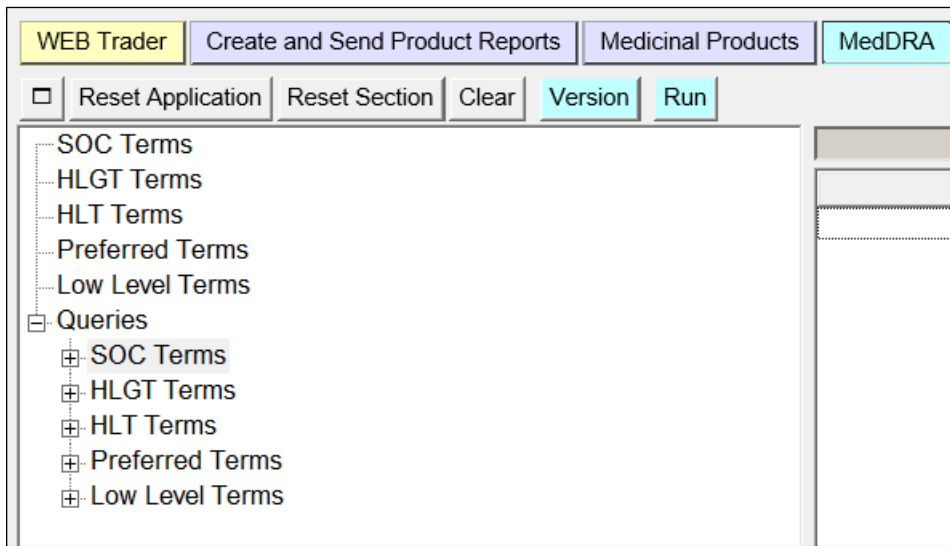 WEB Trader Create and Send Product Reports Medicinal Products MedDRA
Reset Application Reset Section Clear Version Run
SOC Terms
HLGT Terms
HLT Terms
Preferred Terms
Low Level Terms
Queries
SOC Terms
HLGT Terms
HLT Terms
Preferred Terms
Low Level Terms